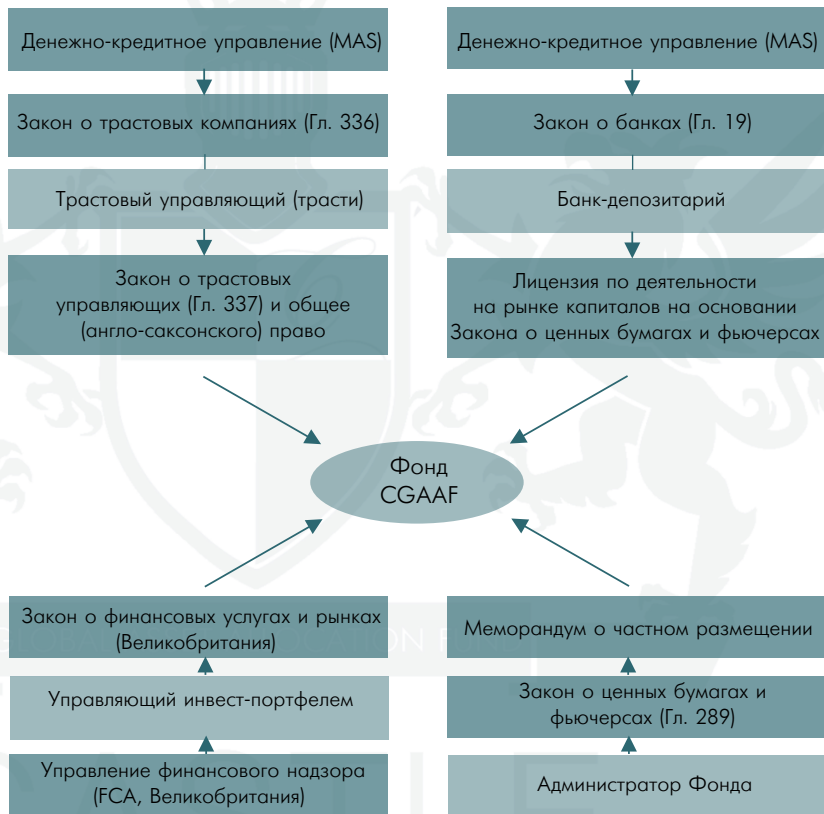 Денежно-кредитное управление (MAS)
Закон о трастовых компаниях (Гл. 336)
Трастовый управляющий (трасти)
Закон о трастовых
управляющих (Гл. 337) и общее
(англо-саксонского) право
Денежно-кредитное управление (MAS)
Закон о банках (Гл. 19)
Банк-депозитарий
Лицензия по деятельности
на рынке капиталов на основании
Закона о ценных бумагах и фьючерсах
Фонд
CGAAF
Закон о финансовых услугах и рынках
(Великобритания)
Управляющий инвест-портфелем
Управление финансового надзора
(FCA, Великобритания)
Меморандум о частном размещении
Закон о ценных бумагах и
фьючерсах (Гл. 289)
Администратор Фонда